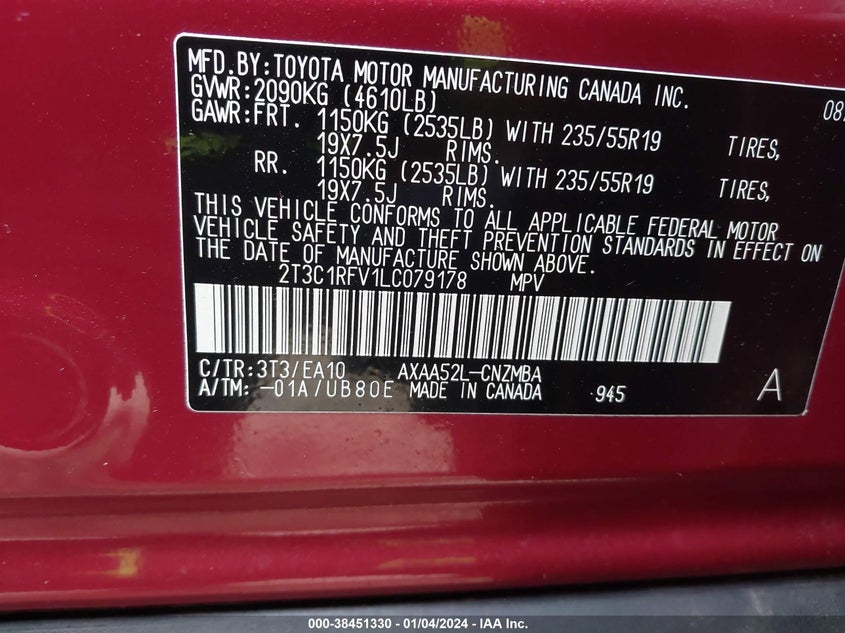 MFD.BY:TOYOTA MOTOR MANUFACTURING CANADA INC.
GVWR:2090KG (4610LB) 08/
GAWR:FRT. 1150KG (2535LB) WITH 235/55R19 TIRES,
19X7.5J RIMS.
RR. 1150KG (2535LB) WITH 235/55R19 TIRES,
19X7.5J RIMS.
THIS VEHICLE CONFORMS TO ALL APPLICABLE FEDERAL MOTOR
VEHICLE SAFETY AND THEFT PREVENTION STANDARDS IN EFFECT ON
THE DATE OF MANUFACTURE SHOWN ABOVE.
2T3C1RFV1LC079178 MPV
C/TR:3T3/EA10 AXAA52L-CNZMBA
A/TM:-01A/UB80E MADE IN CANADA 945 A
000-38451330 - 01/04/2024 - IAA Inc.